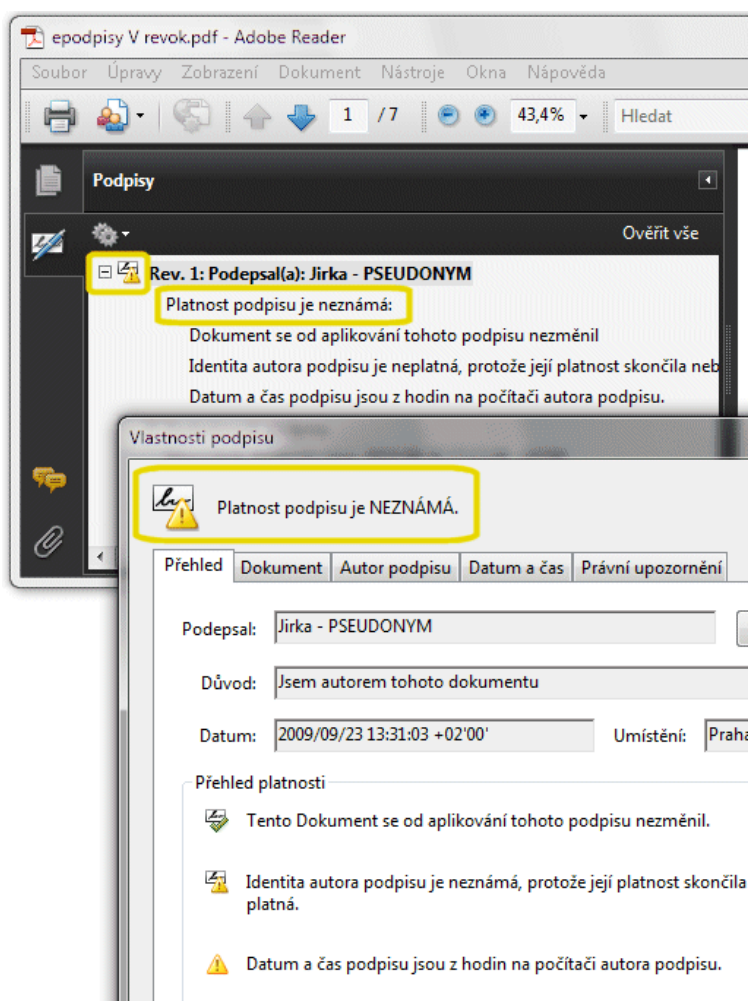 epodpisy V revok.pdf - Adobe Reader
Soubor Úpravy Zobrazení Dokument Nástroje Okna Nápověda
1 / 7 43,4% Hledat
Podpisy
Ověřit vše
Rev. 1: Podepsal(a): Jirka - PSEUDONYM
Platnost podpisu je neznámá:
Dokument se od aplikování tohoto podpisu nezměnil
Identita autora podpisu je neplatná, protože její platnost skončila neb
Datum a čas podpisu jsou z hodin na počítači autora podpisu.
Vlastnosti podpisu
Platnost podpisu je NEZNÁMÁ.
Přehled Dokument Autor podpisu Datum a čas Právní upozornění
Podepsal: Jirka - PSEUDONYM
Důvod: Jsem autorem tohoto dokumentu
Datum: 2009/09/23 13:31:03 +02'00' Umístění: Praha
Přehled platnosti
Tento Dokument se od aplikování tohoto podpisu nezměnil.
Identita autora podpisu je neznámá, protože její platnost skončila
platná.
Datum a čas podpisu jsou z hodin na počítači autora podpisu.